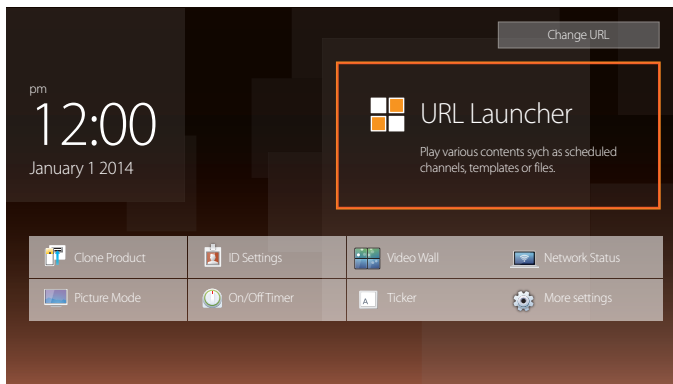 Change URL
pm
12:00
January 1 2014
URL Launcher
Play various contents sych as scheduled
channels, templates or files.
Clone Product
ID Settings
Video Wall
Network Status
Picture Mode
On/Off Timer
A
Ticker
More settings